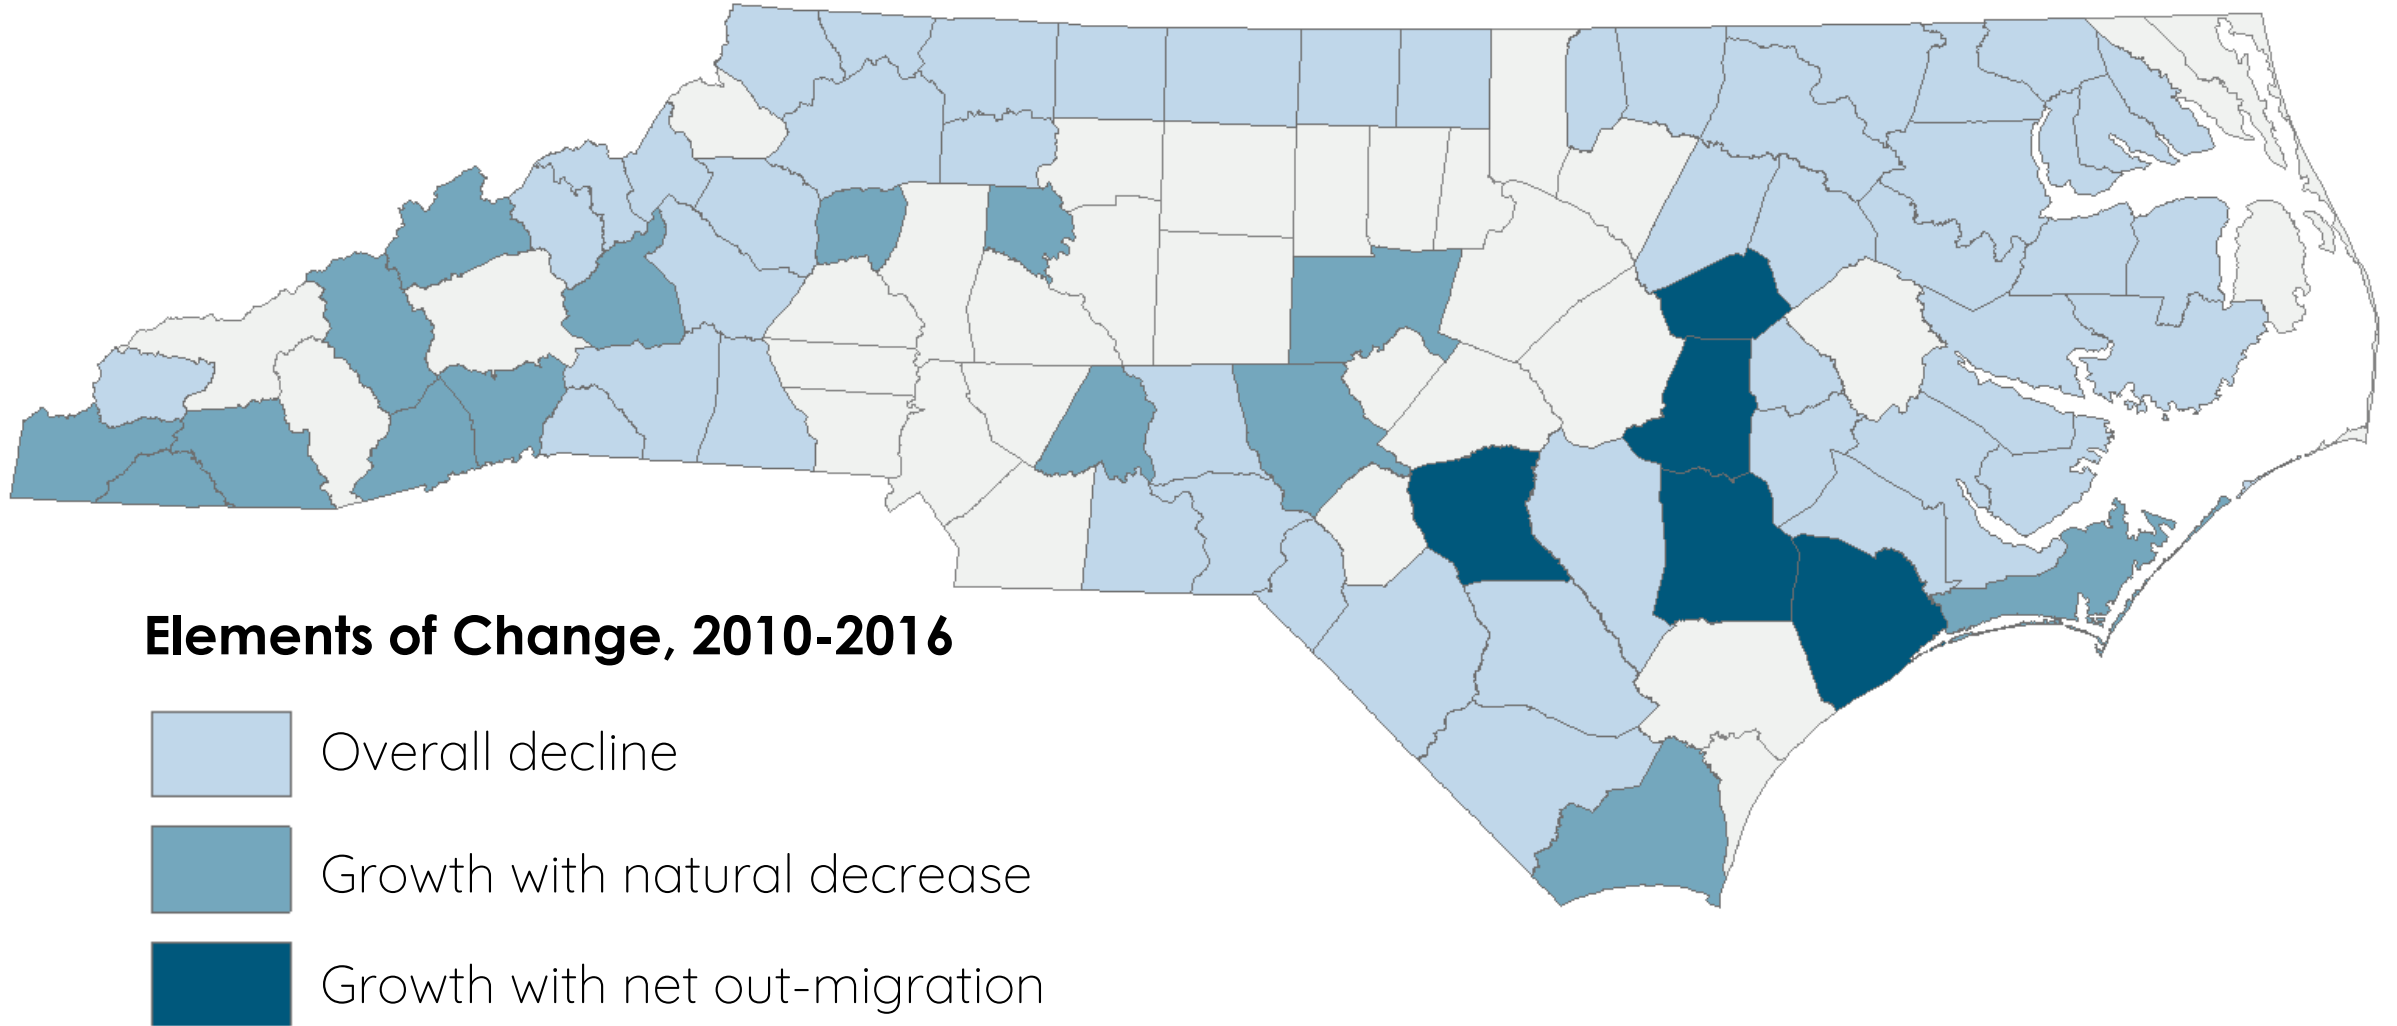 Elements of Change, 2010-2016
Overall decline
Growth with natural decrease
Growth with net out-migration